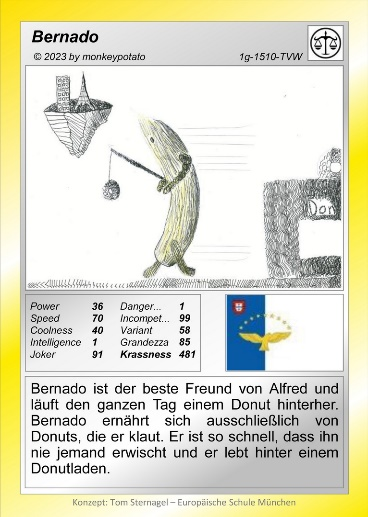 Bernado
© 2023 by monkeypotato 1g-1510-TVW
Don
Power 36 Danger... 1
Speed 70 Incompet... 99
Coolness 40 Variant 58
Intelligence 1 Grandezza 85
Joker 91 Krassness 481
Bernado ist der beste Freund von Alfred und
läuft den ganzen Tag einem Donut hinterher.
Bernado ernährt sich ausschließlich von
Donuts, die er klaut. Er ist so schnell, dass ihn
nie jemand erwischt und er lebt hinter einem
Donutladen.
Konzept: Tom Sternagel – Europäische Schule München